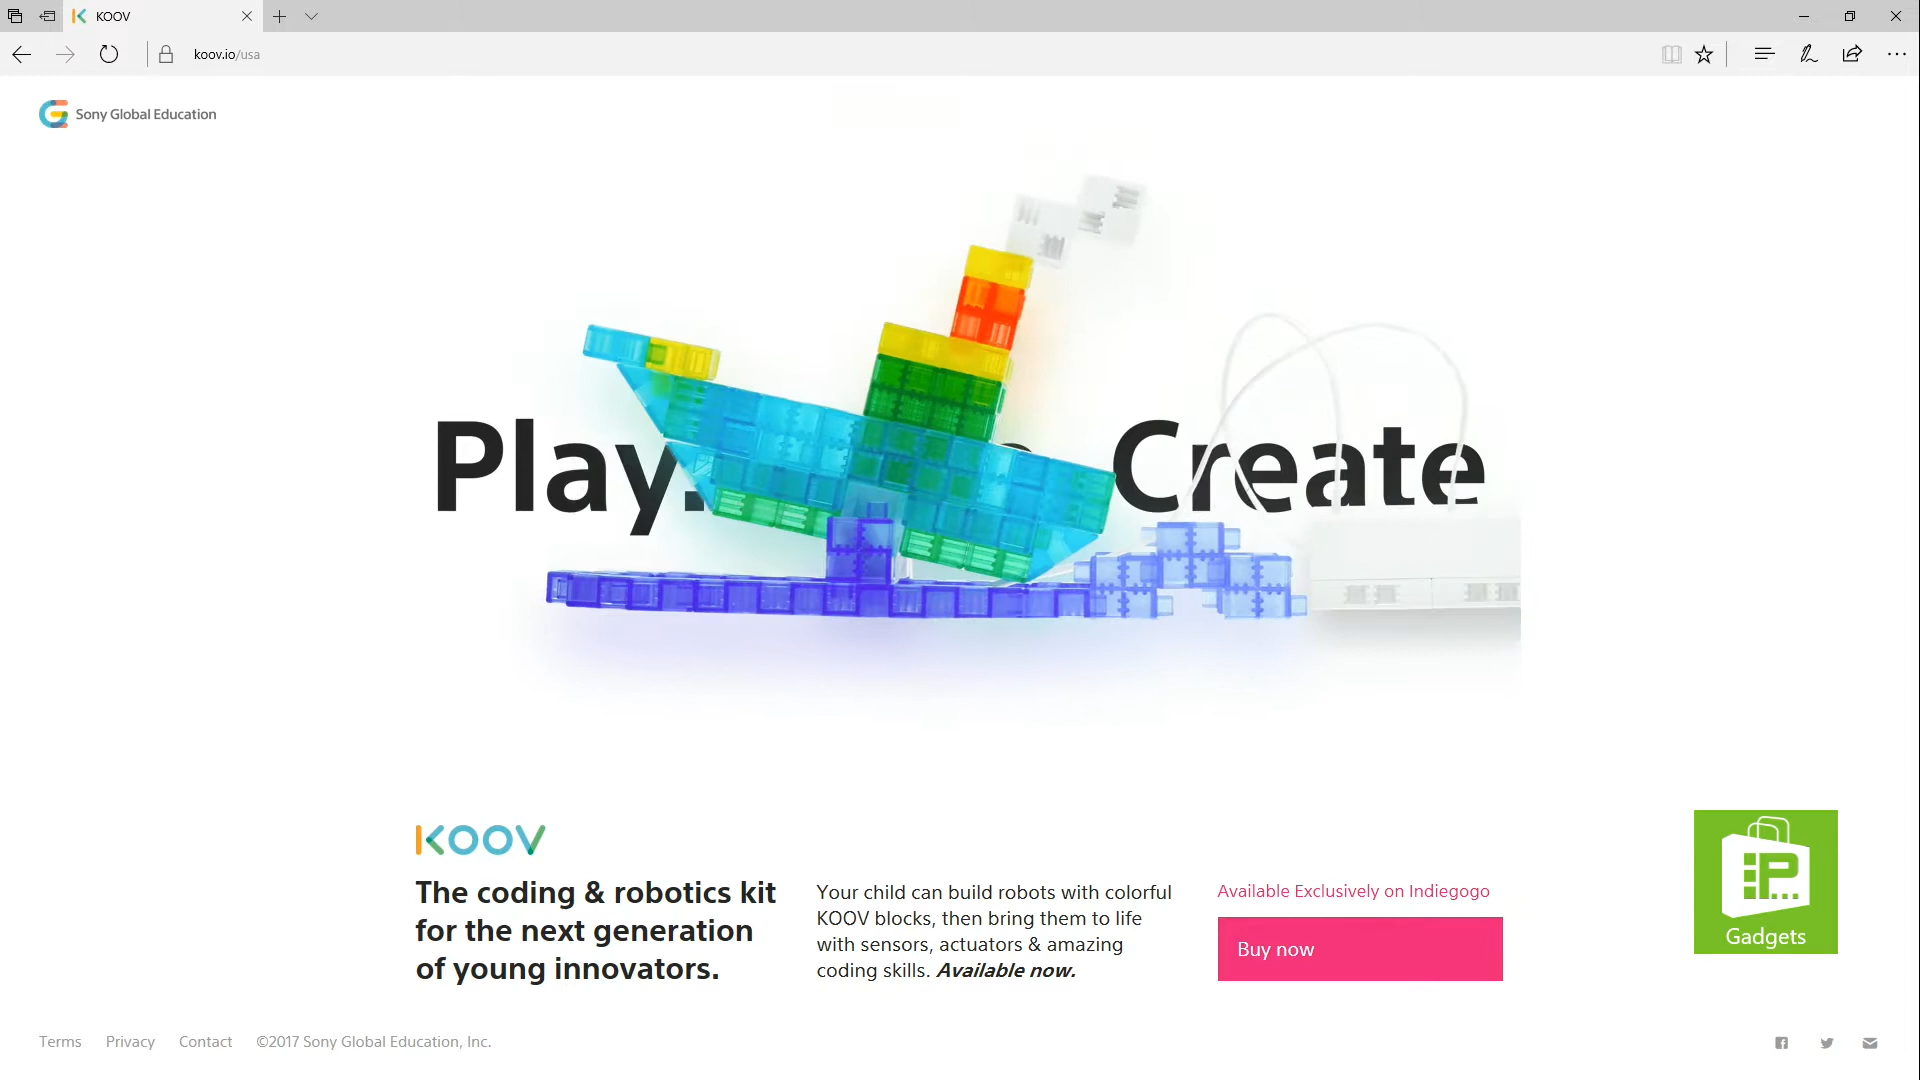 KOOV
koov.io/usa
Sony Global Education
Play.
Create
KOOV
The coding & robotics kit
for the next generation
of young innovators.
Your child can build robots with colorful
KOOV blocks, then bring them to life
with sensors, actuators & amazing
coding skills. Available now.
Available Exclusively on Indiegogo
Buy now
P...
Gadgets
Terms Privacy Contact ©2017 Sony Global Education, Inc.